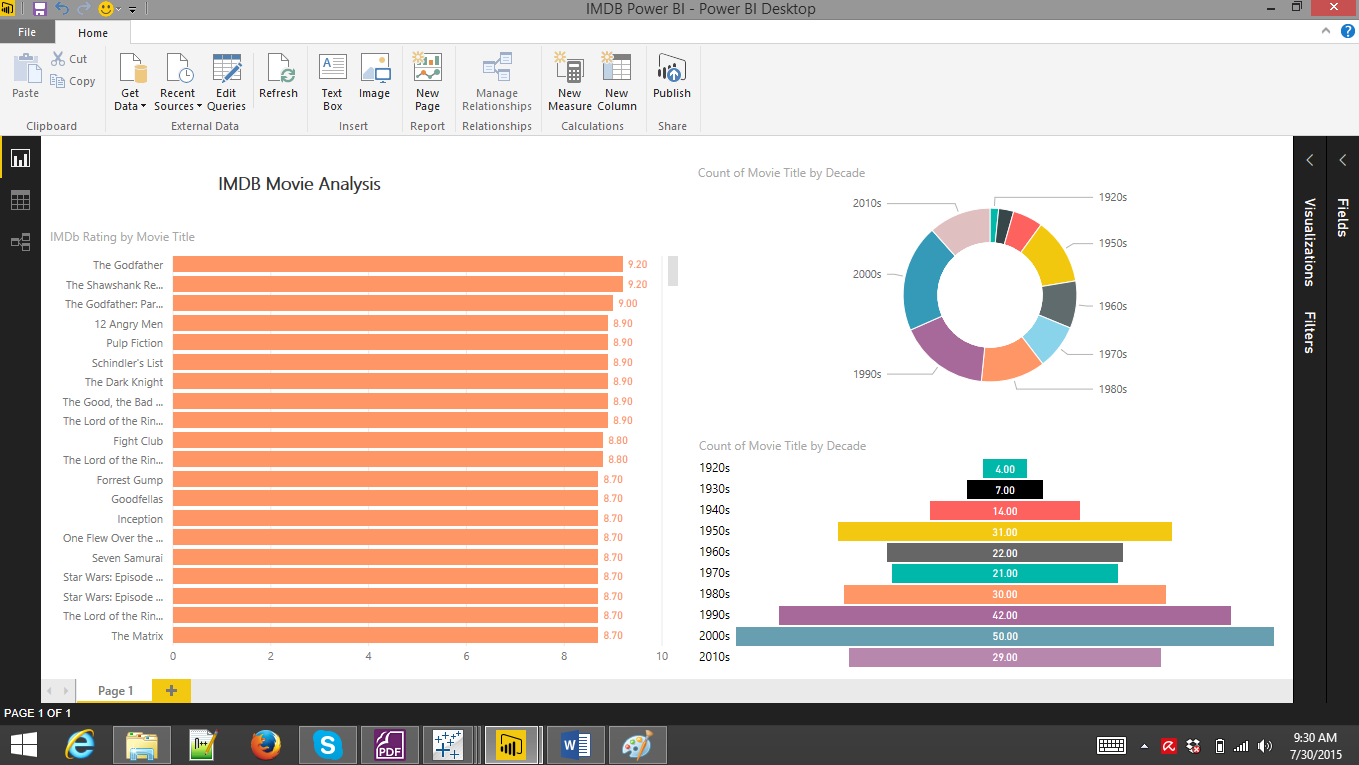 IMDB Power BI - Power BI Desktop
File Home
Paste Cut Copy
Clipboard
Get Data Recent Sources Edit Queries Refresh
External Data
Text Box Image
Insert
New Page
Report
Manage Relationships
Relationships
New Measure New Column
Calculations
Publish
Share
IMDB Movie Analysis
IMDb Rating by Movie Title
The Godfather 9.20
The Shawshank Re... 9.20
The Godfather: Par... 9.00
12 Angry Men 8.90
Pulp Fiction 8.90
Schindler's List 8.90
The Dark Knight 8.90
The Good, the Bad ... 8.90
The Lord of the Rin... 8.90
Fight Club 8.80
The Lord of the Rin... 8.80
Forrest Gump 8.70
Goodfellas 8.70
Inception 8.70
One Flew Over the ... 8.70
Seven Samurai 8.70
Star Wars: Episode ... 8.70
Star Wars: Episode ... 8.70
The Lord of the Rin... 8.70
The Matrix 8.70
0 2 4 6 8 10
Count of Movie Title by Decade
2010s 1920s
1950s
2000s
1960s
1970s
1990s
1980s
Count of Movie Title by Decade
1920s 4.00
1930s 7.00
1940s 14.00
1950s 31.00
1960s 22.00
1970s 21.00
1980s 30.00
1990s 42.00
2000s 50.00
2010s 29.00
Visualizations
Filters
Fields
Page 1
PAGE 1 OF 1
PDF
9:30 AM
7/30/2015